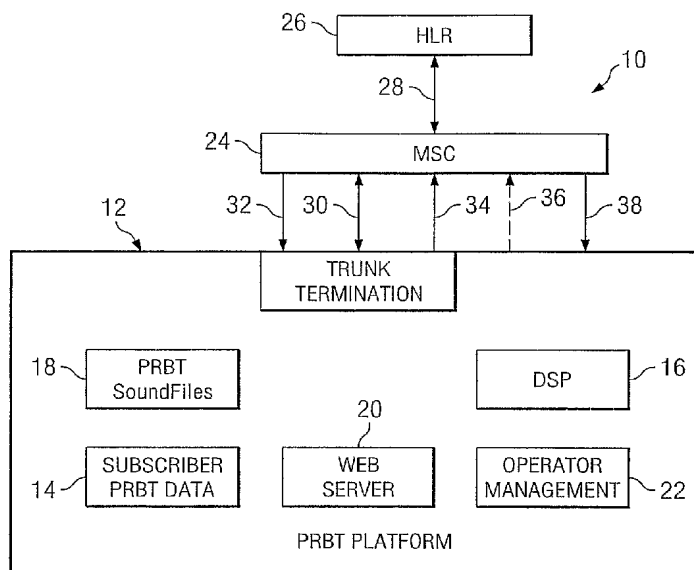 26
HLR
10
28
24
MSC
32
30
34
36
38
12
TRUNK
TERMINATION
18
PRBT
SoundFiles
DSP
16
20
14
SUBSCRIBER
PRBT DATA
WEB
SERVER
OPERATOR
MANAGEMENT
22
PRBT PLATFORM